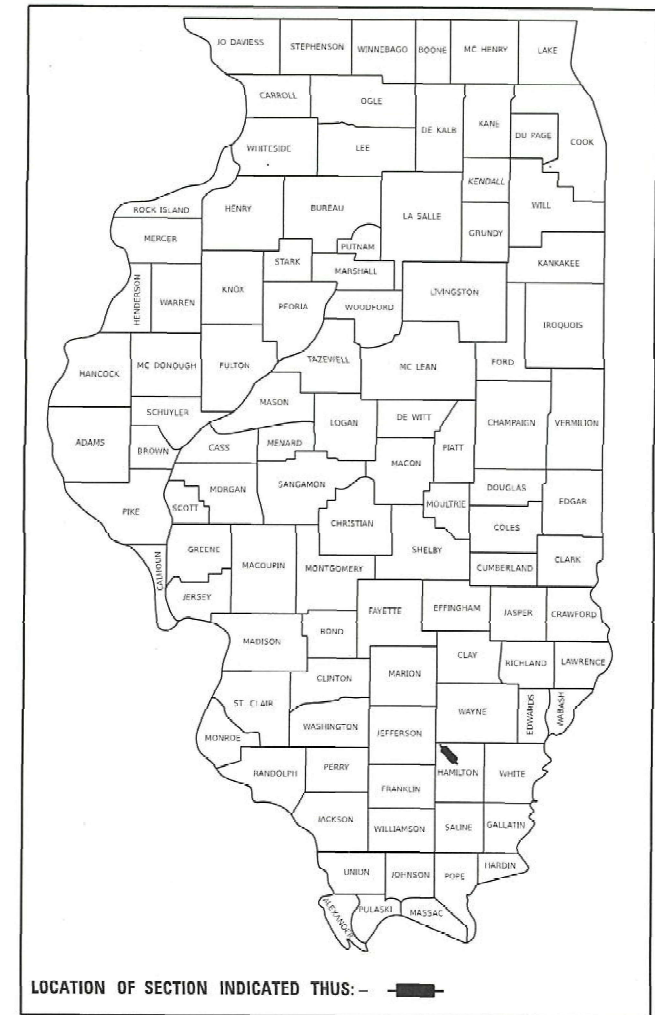 JO DAVIESS STEPHENSON WINNEBAGO BOONE MC HENRY LAKE
CARROLL OGLE DE KALB KANE DU PAGE COOK
WHITESIDE LEE
KENDALL
ROCK ISLAND HENRY BUREAU LA SALLE WILL
MERCER PUTNAM GRUNDY
STARK MARSHALL KANKAKEE
HENDERSON WARREN KNOX PEORIA WOODFORD LIVINGSTON IROQUOIS
HANCOCK MC DONOUGH FULTON TAZEWELL MC LEAN FORD
MASON
SCHUYLER LOGAN DE WITT CHAMPAIGN VERMILION
ADAMS BROWN CASS MENARD MACON PIATT
MORGAN SANGAMON DOUGLAS
PIKE SCOTT CHRISTIAN MOULTRIE EDGAR
COLES
GREENE SHELBY
CALHOUN MACOUPIN MONTGOMERY CUMBERLAND CLARK
JERSEY
FAYETTE EFFINGHAM JASPER CRAWFORD
MADISON BOND
CLAY RICHLAND LAWRENCE
CLINTON MARION
ST. CLAIR WAYNE EDWARDS WABASH
WASHINGTON JEFFERSON
MONROE
RANDOLPH PERRY HAMILTON WHITE
FRANKLIN
JACKSON WILLIAMSON SALINE GALLATIN
UNION JOHNSON POPE HARDIN
ALEXANDER PULASKI MASSAC
LOCATION OF SECTION INDICATED THUS: –